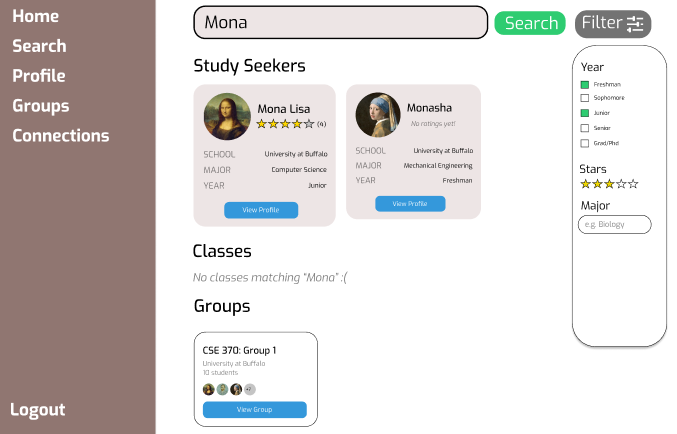 Home
Search
Profile
Groups
Connections
Logout
Mona
Search
Filter
Study Seekers
Mona Lisa
(4)
SCHOOL University at Buffalo
MAJOR Computer Science
YEAR Junior
View Profile
Monasha
No ratings yet!
SCHOOL University at Buffalo
MAJOR Mechanical Engineering
YEAR Freshman
View Profile
Classes
No classes matching "Mona" :(
Groups
CSE 370: Group 1
University at Buffalo
10 students
View Group
Year
Freshman
Sophomore
Junior
Senior
Grad/Phd
Stars
Major
e.g. Biology